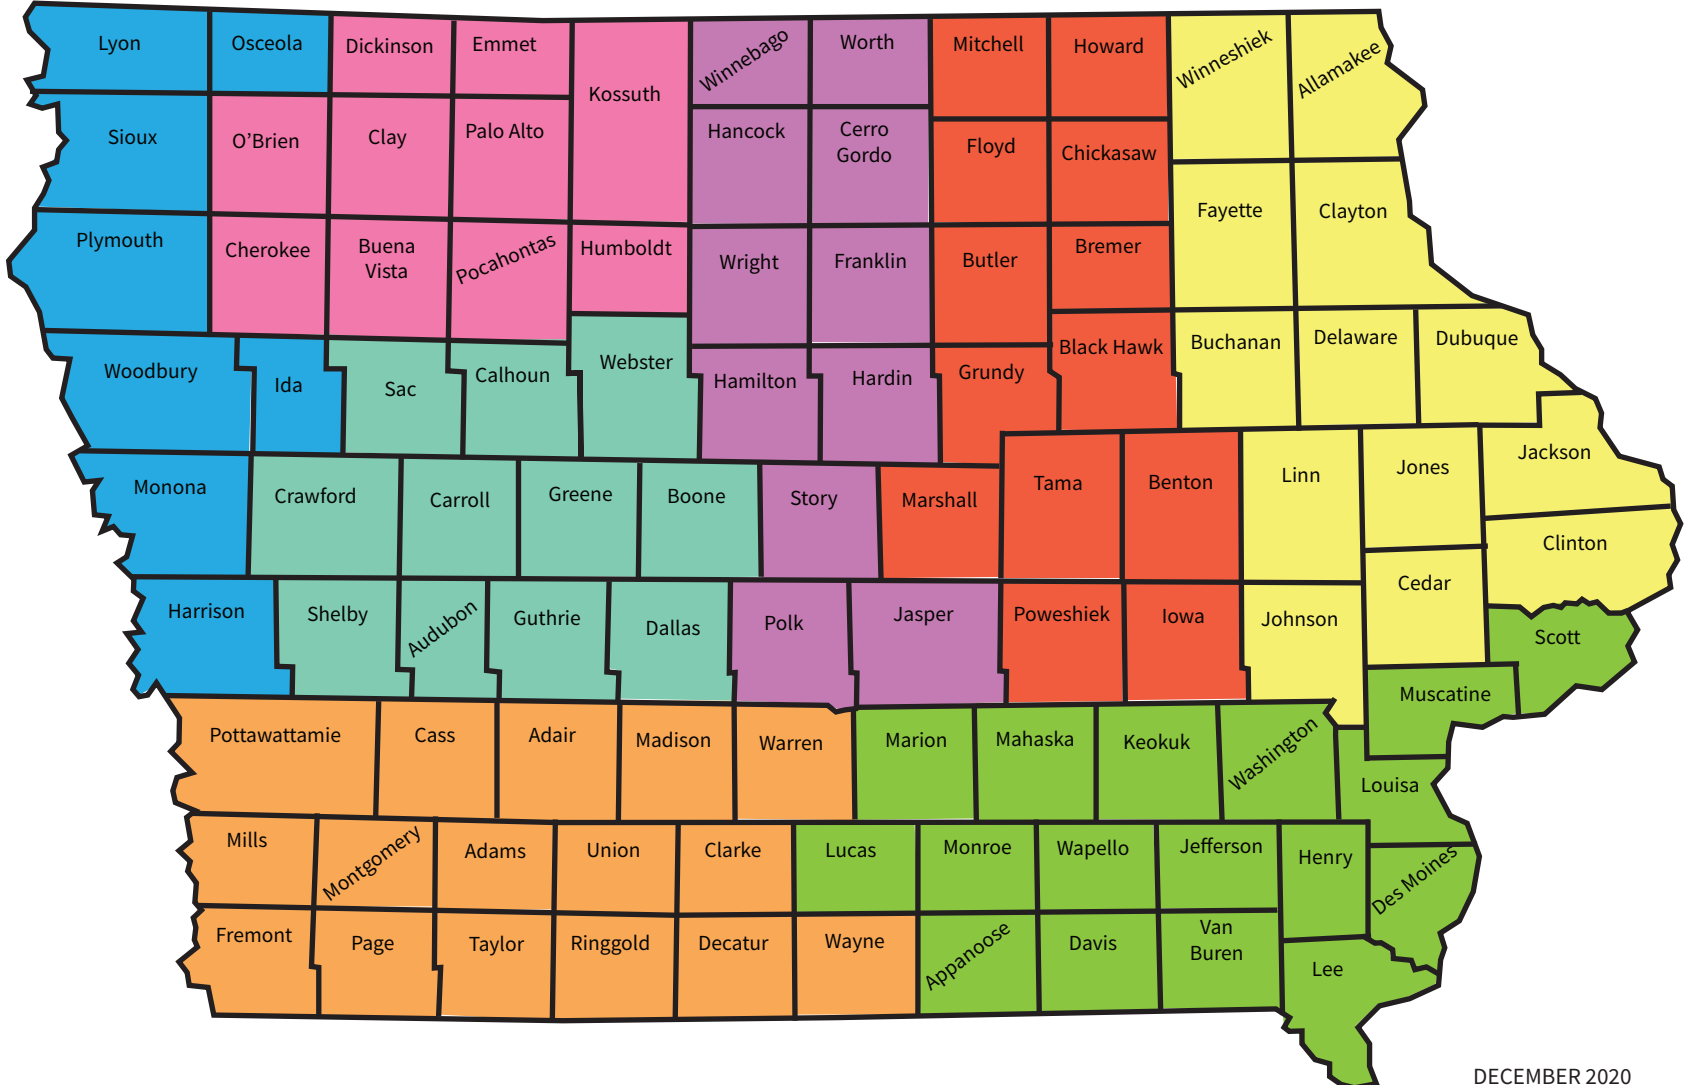 Lyon
Osceola
Dickinson
Emmet
Kossuth
Winnebago
Worth
Mitchell
Howard
Winneshiek
Allamakee
Sioux
O’Brien
Clay
Palo Alto
Hancock
Cerro
Gordo
Floyd
Chickasaw
Fayette
Clayton
Plymouth
Cherokee
Buena
Vista
Pocahontas
Humboldt
Wright
Franklin
Butler
Bremer
Woodbury
Ida
Sac
Calhoun
Webster
Hamilton
Hardin
Grundy
Black Hawk
Buchanan
Delaware
Dubuque
Monona
Crawford
Carroll
Greene
Boone
Story
Marshall
Tama
Benton
Linn
Jones
Jackson
Clinton
Cedar
Harrison
Shelby
Audubon
Guthrie
Dallas
Polk
Jasper
Poweshiek
Iowa
Johnson
Scott
Muscatine
Pottawattamie
Cass
Adair
Madison
Warren
Marion
Mahaska
Keokuk
Washington
Louisa
Mills
Montgomery
Adams
Union
Clarke
Lucas
Monroe
Wapello
Jefferson
Henry
Des Moines
Fremont
Page
Taylor
Ringgold
Decatur
Wayne
Appanoose
Davis
Van
Buren
Lee
DECEMBER 2020